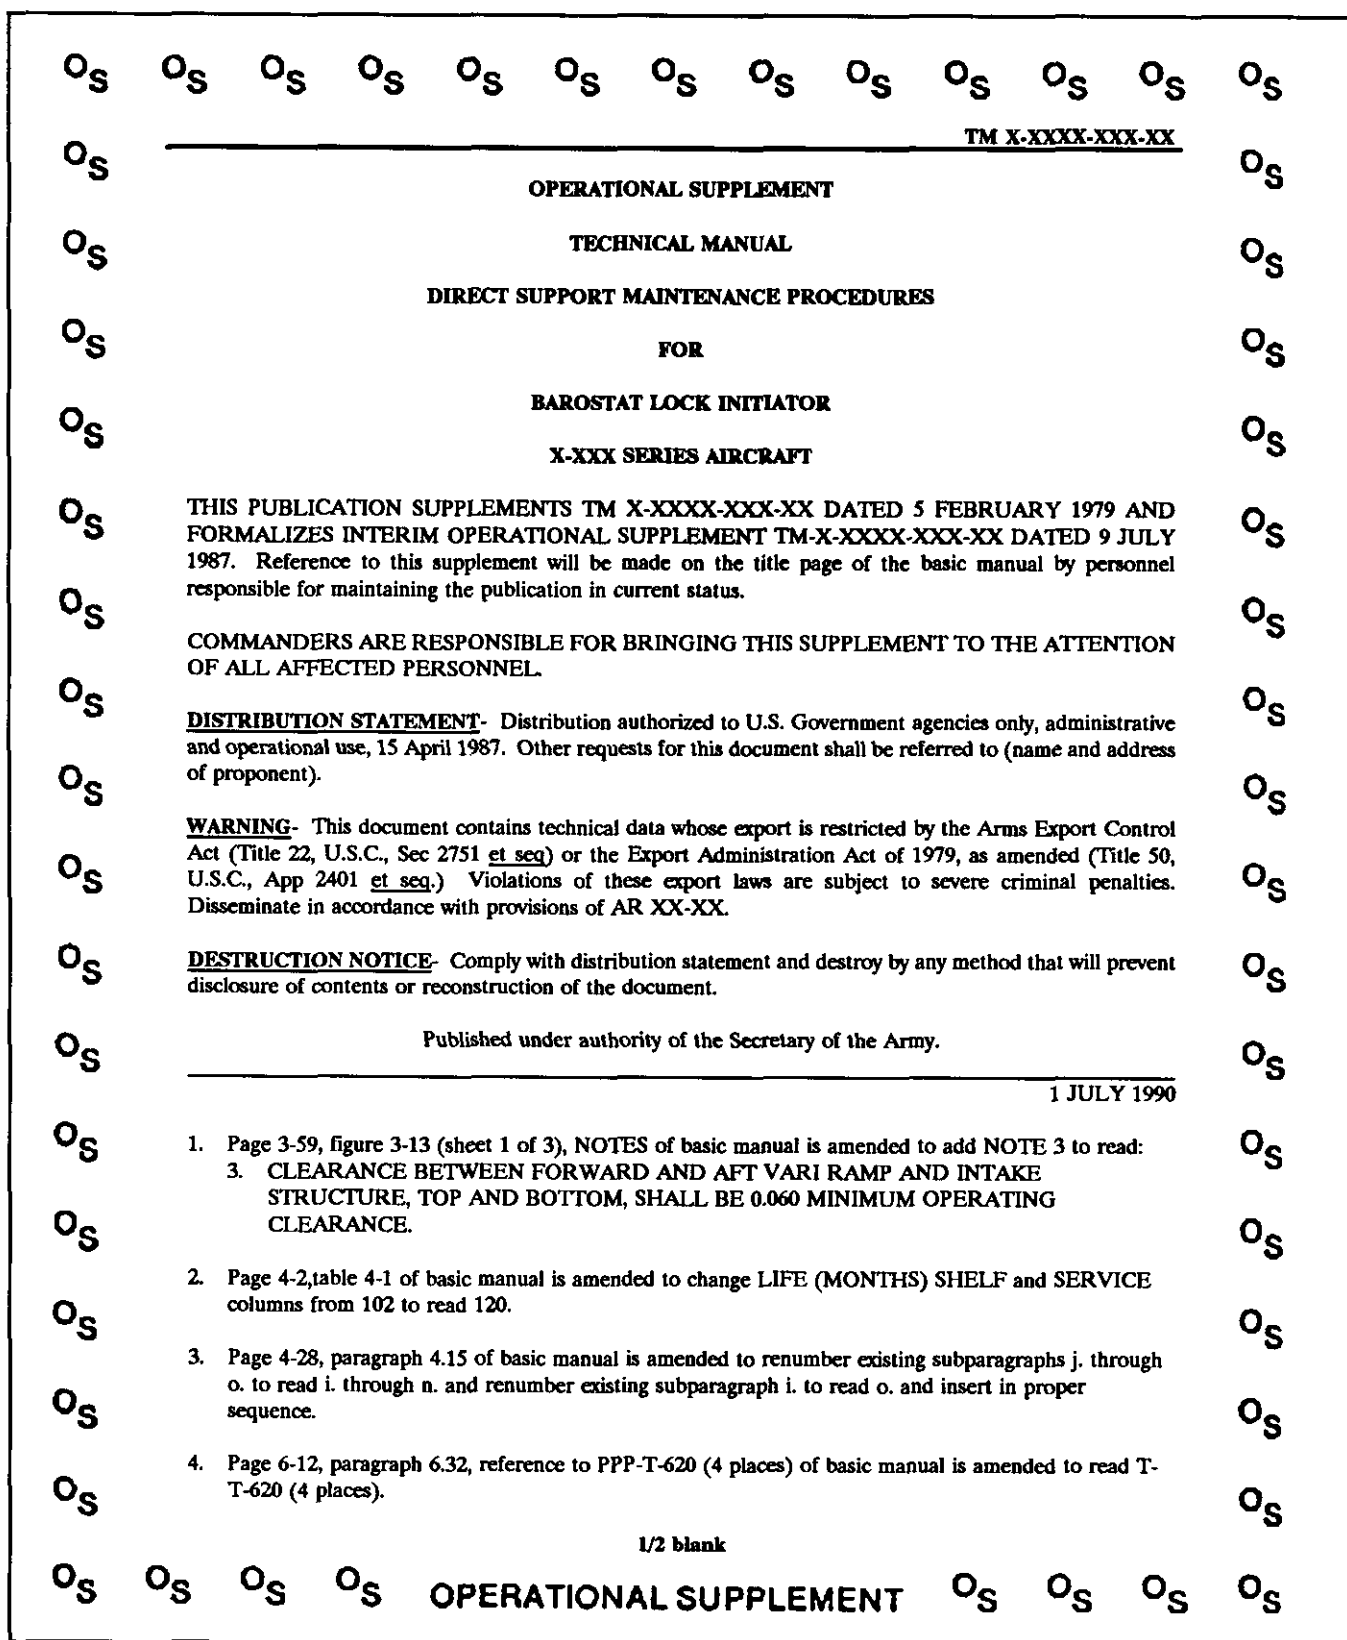 OS OS OS OS OS OS OS OS OS OS OS OS OS
TM X-XXXX-XXX-XX
OS OS
OPERATIONAL SUPPLEMENT
TECHNICAL MANUAL
OS OS
DIRECT SUPPORT MAINTENANCE PROCEDURES
OS OS
FOR
BAROSTAT LOCK INITIATOR
OS OS
X-XXX SERIES AIRCRAFT
OS OS
THIS PUBLICATION SUPPLEMENTS TM X-XXXX-XXX-XX DATED 5 FEBRUARY 1979 AND
FORMALIZES INTERIM OPERATIONAL SUPPLEMENT TM-X-XXXX-XXX-XX DATED 9 JULY
1987. Reference to this supplement will be made on the title page of the basic manual by personnel
responsible for maintaining the publication in current status.
OS OS
COMMANDERS ARE RESPONSIBLE FOR BRINGING THIS SUPPLEMENT TO THE ATTENTION
OF ALL AFFECTED PERSONNEL.
OS OS
DISTRIBUTION STATEMENT- Distribution authorized to U.S. Government agencies only, administrative
and operational use, 15 April 1987. Other requests for this document shall be referred to (name and address
of proponent).
OS OS
WARNING- This document contains technical data whose export is restricted by the Arms Export Control
Act (Title 22, U.S.C., Sec 2751 et seq) or the Export Administration Act of 1979, as amended (Title 50,
U.S.C., App 2401 et seq.) Violations of these export laws are subject to severe criminal penalties.
Disseminate in accordance with provisions of AR XX-XX.
OS OS
DESTRUCTION NOTICE- Comply with distribution statement and destroy by any method that will prevent
disclosure of contents or reconstruction of the document.
OS OS
Published under authority of the Secretary of the Army.
OS OS
1 JULY 1990
OS OS
1. Page 3-59, figure 3-13 (sheet 1 of 3), NOTES of basic manual is amended to add NOTE 3 to read:
3. CLEARANCE BETWEEN FORWARD AND AFT VARI RAMP AND INTAKE
STRUCTURE, TOP AND BOTTOM, SHALL BE 0.060 MINIMUM OPERATING
CLEARANCE.
OS OS
2. Page 4-2,table 4-1 of basic manual is amended to change LIFE (MONTHS) SHELF and SERVICE
columns from 102 to read 120.
OS OS
3. Page 4-28, paragraph 4.15 of basic manual is amended to renumber existing subparagraphs j. through
o. to read i. through n. and renumber existing subparagraph i. to read o. and insert in proper
sequence.
OS OS
4. Page 6-12, paragraph 6.32, reference to PPP-T-620 (4 places) of basic manual is amended to read T-
T-620 (4 places).
OS OS
1/2 blank
OS OS OS OS OPERATIONAL SUPPLEMENT OS OS OS OS